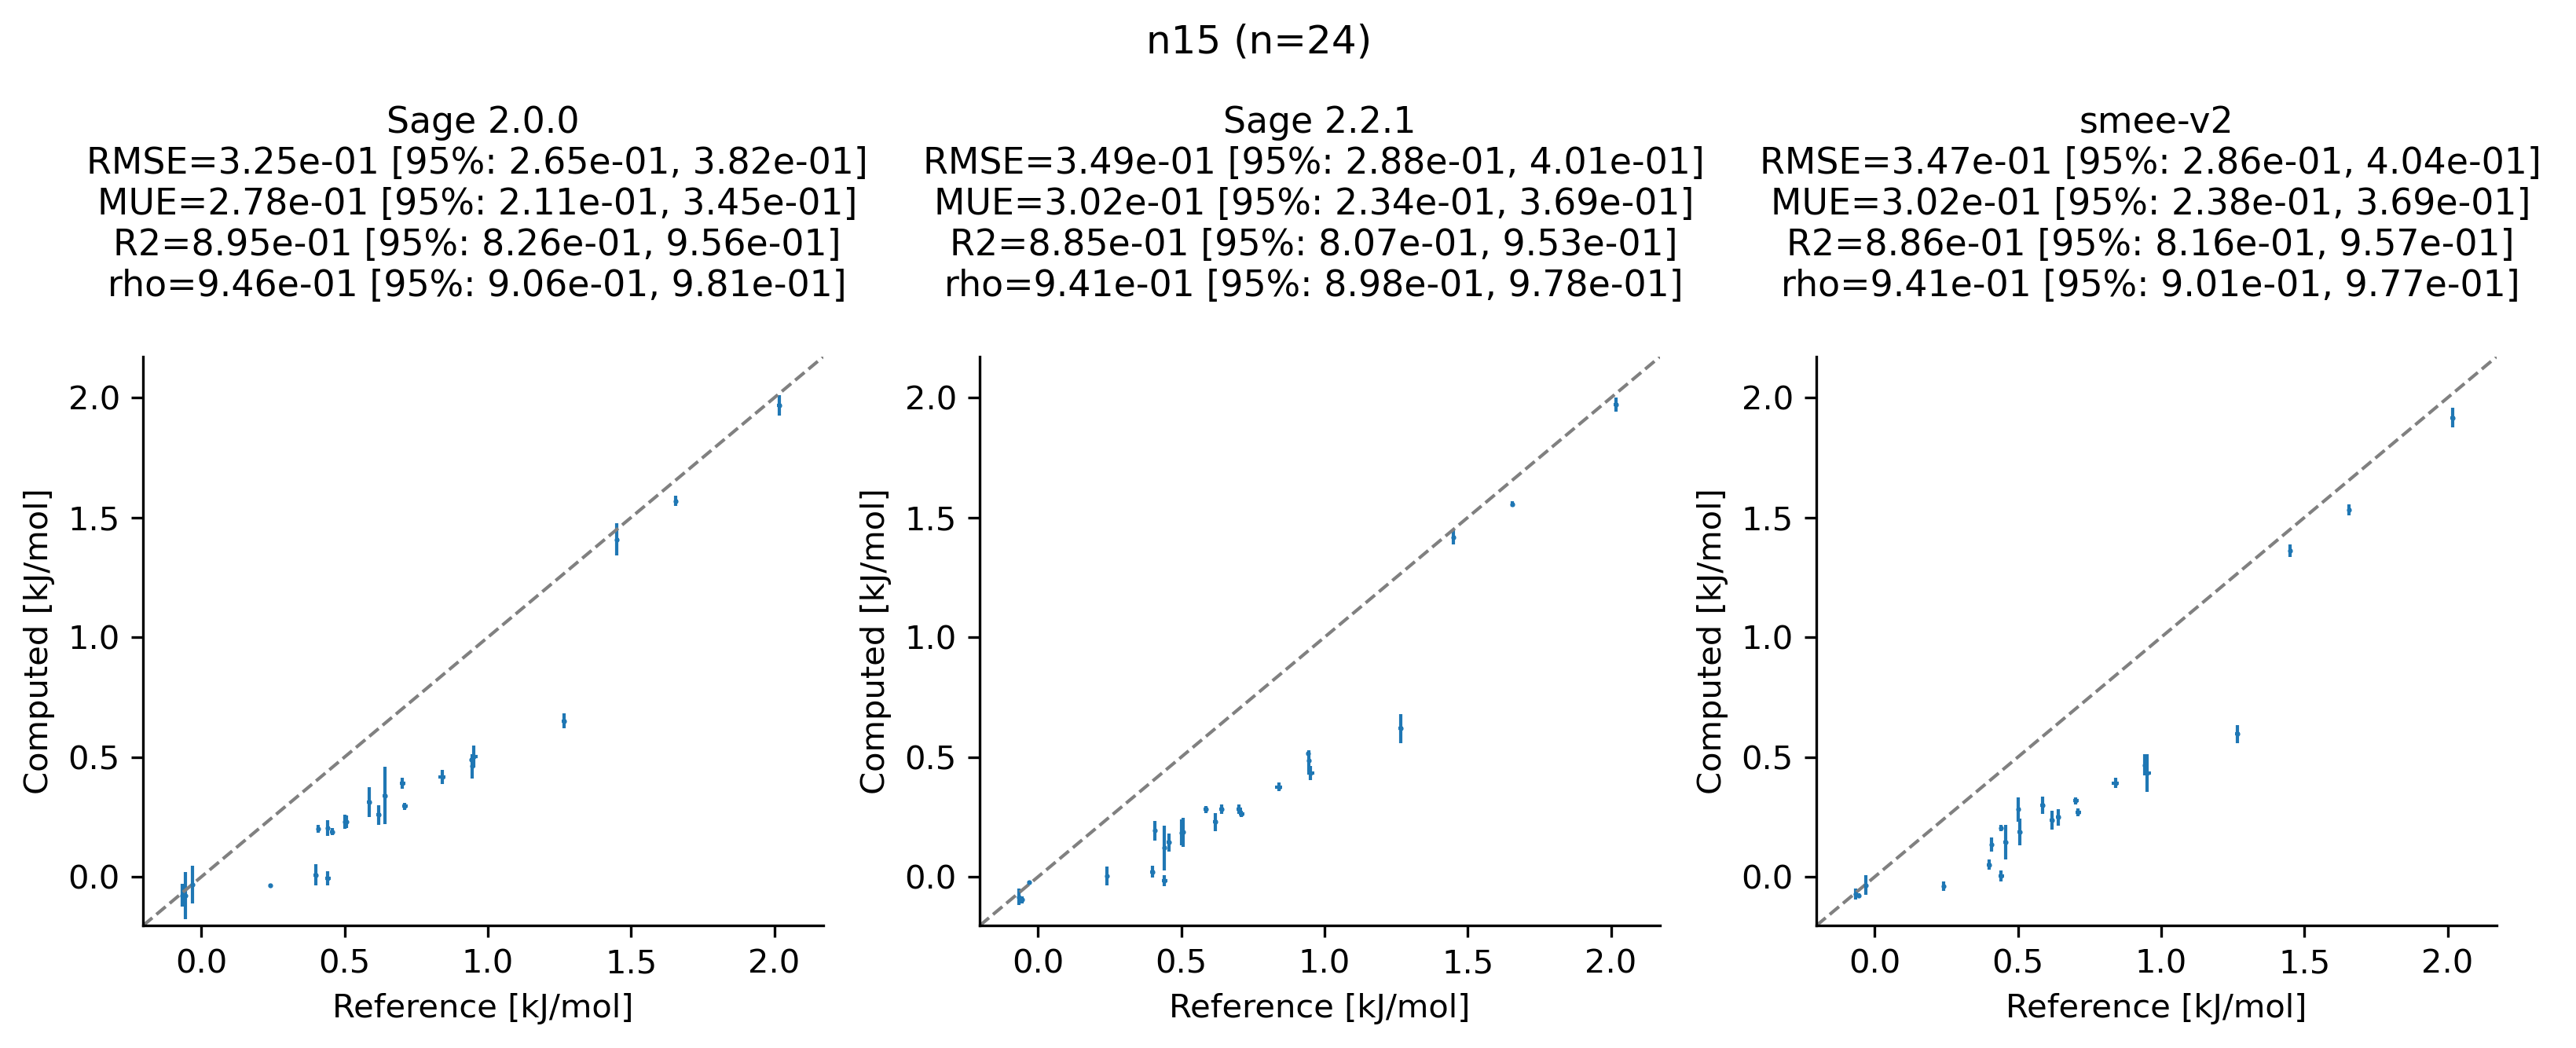 n15 (n=24)
Sage 2.0.0
RMSE=3.25e-01 [95%: 2.65e-01, 3.82e-01]
MUE=2.78e-01 [95%: 2.11e-01, 3.45e-01]
R2=8.95e-01 [95%: 8.26e-01, 9.56e-01]
rho=9.46e-01 [95%: 9.06e-01, 9.81e-01]
2.0
1.5
1.0
0.5
0.0
Computed [kJ/mol]
0.0 0.5 1.0 1.5 2.0
Reference [kJ/mol]
Sage 2.2.1
RMSE=3.49e-01 [95%: 2.88e-01, 4.01e-01]
MUE=3.02e-01 [95%: 2.34e-01, 3.69e-01]
R2=8.85e-01 [95%: 8.07e-01, 9.53e-01]
rho=9.41e-01 [95%: 8.98e-01, 9.78e-01]
2.0
1.5
1.0
0.5
0.0
Computed [kJ/mol]
0.0 0.5 1.0 1.5 2.0
Reference [kJ/mol]
smee-v2
RMSE=3.47e-01 [95%: 2.86e-01, 4.04e-01]
MUE=3.02e-01 [95%: 2.38e-01, 3.69e-01]
R2=8.86e-01 [95%: 8.16e-01, 9.57e-01]
rho=9.41e-01 [95%: 9.01e-01, 9.77e-01]
2.0
1.5
1.0
0.5
0.0
Computed [kJ/mol]
0.0 0.5 1.0 1.5 2.0
Reference [kJ/mol]